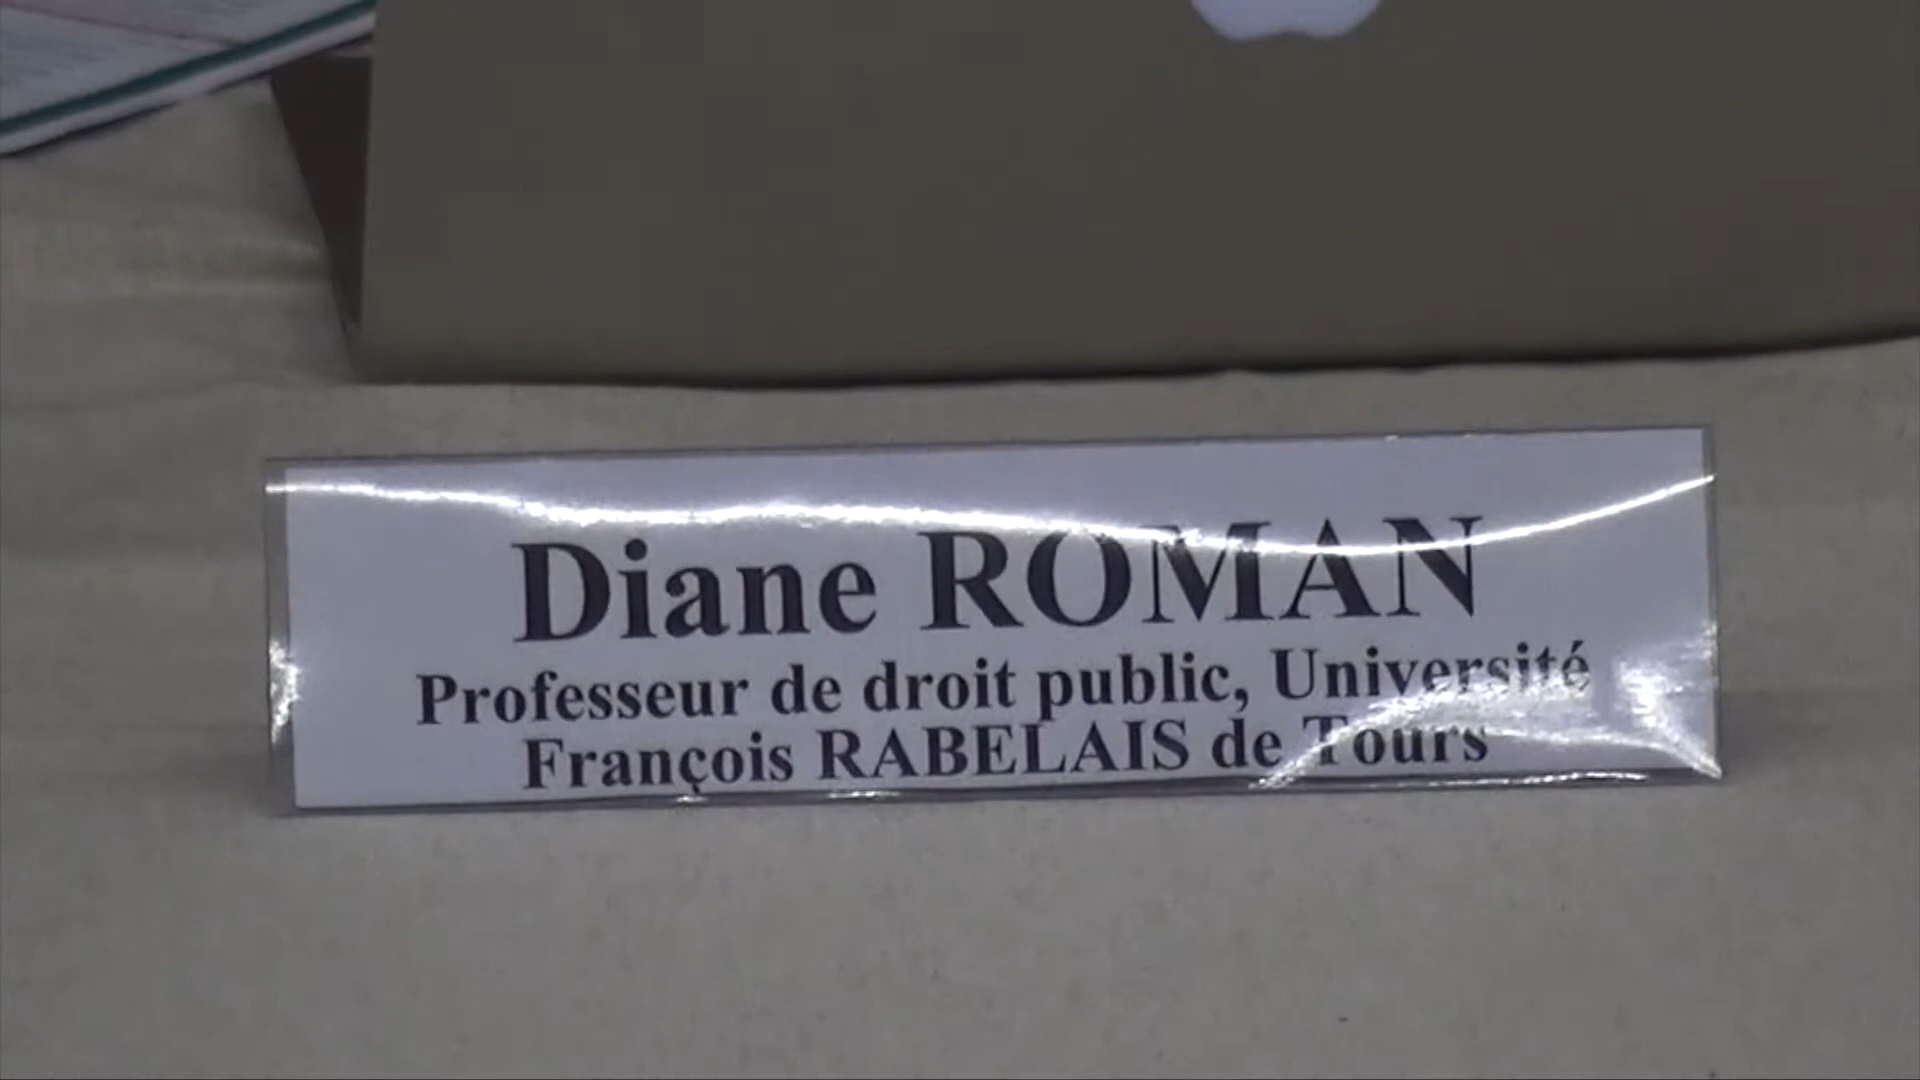 Diane ROMAN
Professeur de droit public, Université
François RABELAIS de Tours